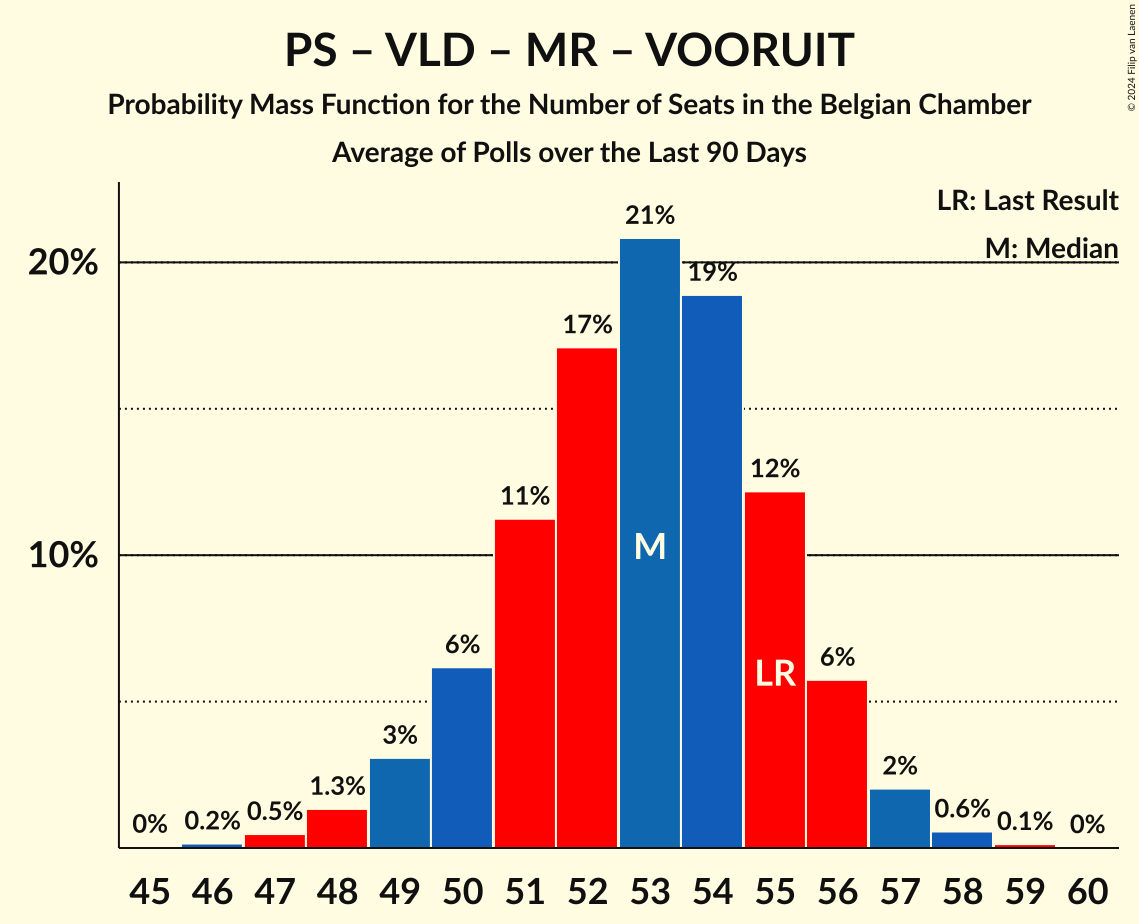 PS – VLD – MR – VOORUIT
Probability Mass Function for the Number of Seats in the Belgian Chamber
Average of Polls over the Last 90 Days
© 2024 Filip van Laenen
LR: Last Result
M: Median
20%
10%
0%
0.2%
0.5%
1.3%
3%
6%
11%
17%
21%
19%
12%
6%
2%
0.6%
0.1%
0%
M
LR
45 46 47 48 49 50 51 52 53 54 55 56 57 58 59 60